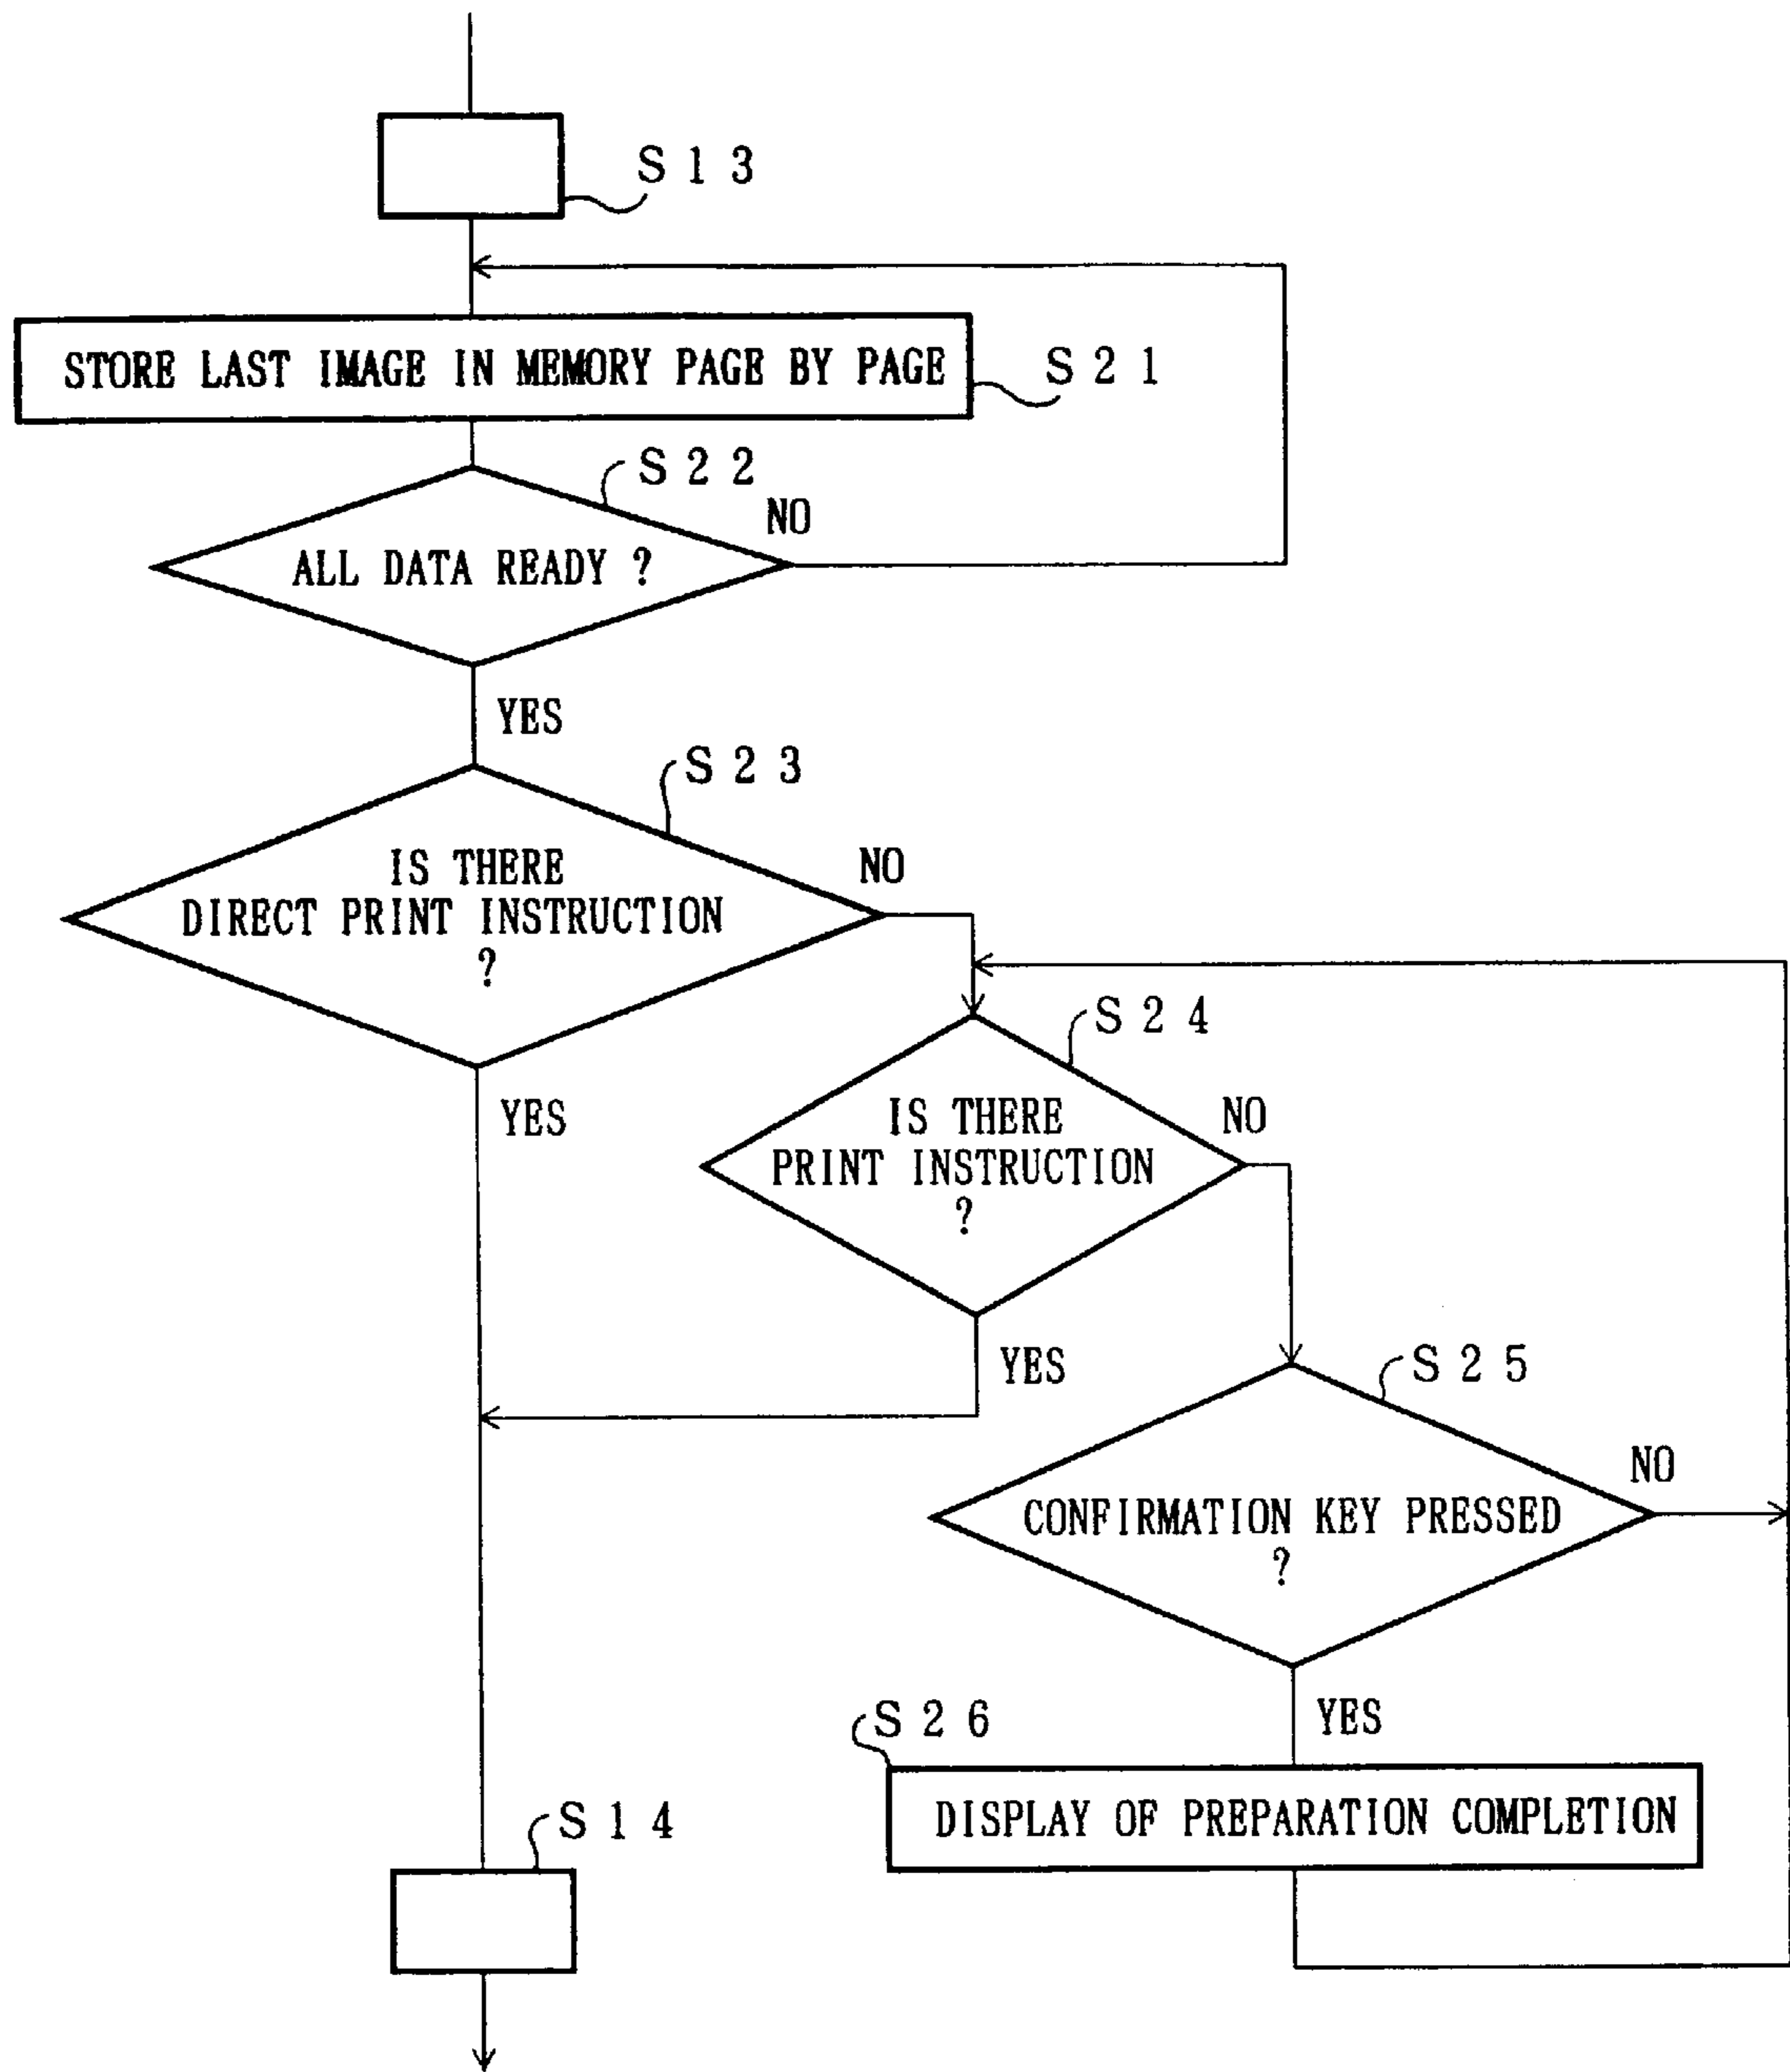 S13
STORE LAST IMAGE IN MEMORY PAGE BY PAGE
S21
S22
NO
ALL DATA READY ?
YES
S23
IS THERE
DIRECT PRINT INSTRUCTION
?
NO
YES
S24
IS THERE
PRINT INSTRUCTION
?
NO
YES
S25
CONFIRMATION KEY PRESSED
?
NO
YES
S26
DISPLAY OF PREPARATION COMPLETION
S14